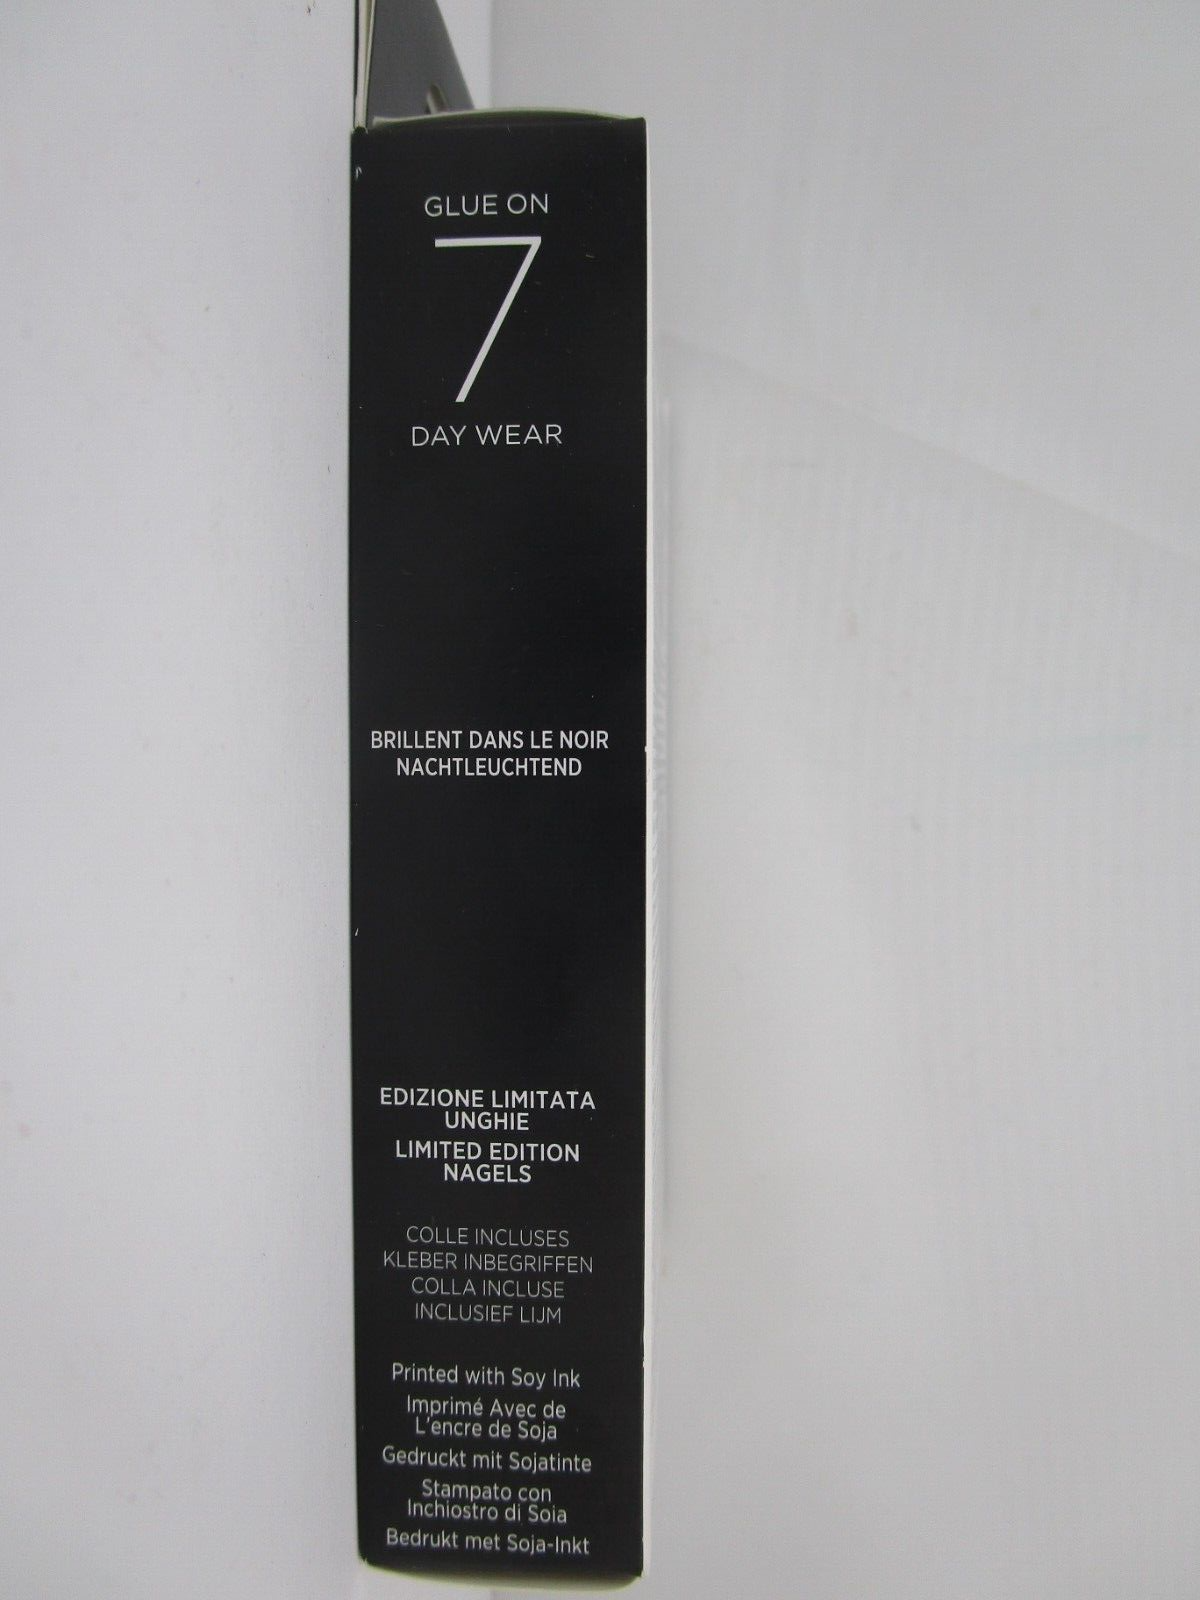 GLUE ON
7
DAY WEAR
BRILLENT DANS LE NOIR
NACHTLEUCHTEND
EDIZIONE LIMITATA
UNGHIE
LIMITED EDITION
NAGELS
COLLE INCLUSES
KLEBER INBEGRIFFEN
COLLA INCLUSE
INCLUSIEF LIJM
Printed with Soy Ink
Imprimé Avec de
L'encre de Soja
Gedruckt mit Sojatinte
Stampato con
Inchiostro di Soia
Bedrukt met Soja-Inkt